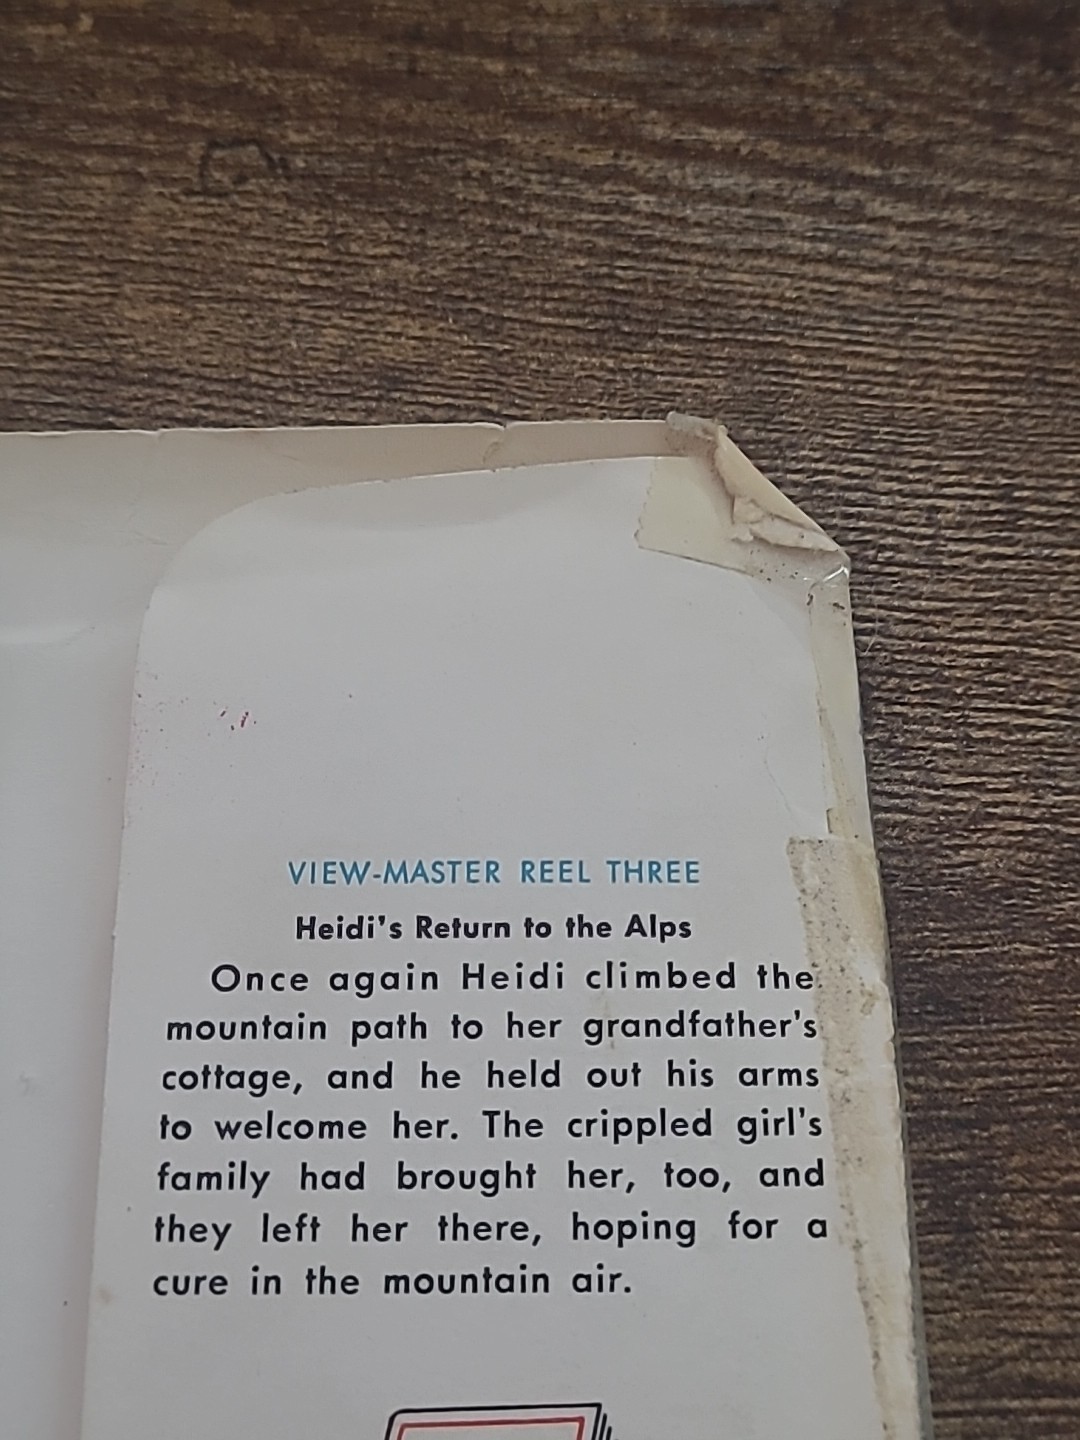 VIEW-MASTER REEL THREE
Heidi's Return to the Alps
Once again Heidi climbed the
mountain path to her grandfather's
cottage, and he held out his arms
to welcome her. The crippled girl's
family had brought her, too, and
they left her there, hoping for a
cure in the mountain air.